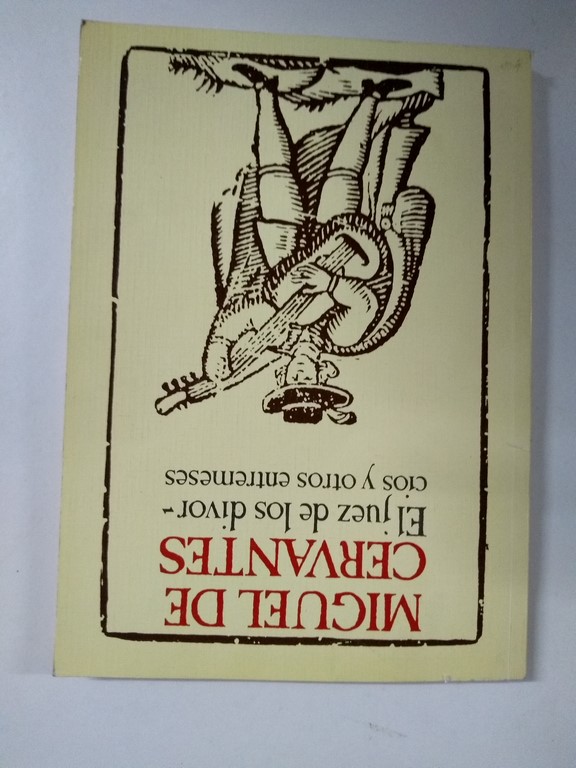 MIGUEL DE
CERVANTES
El juez de los divor-
cios y otros entremeses